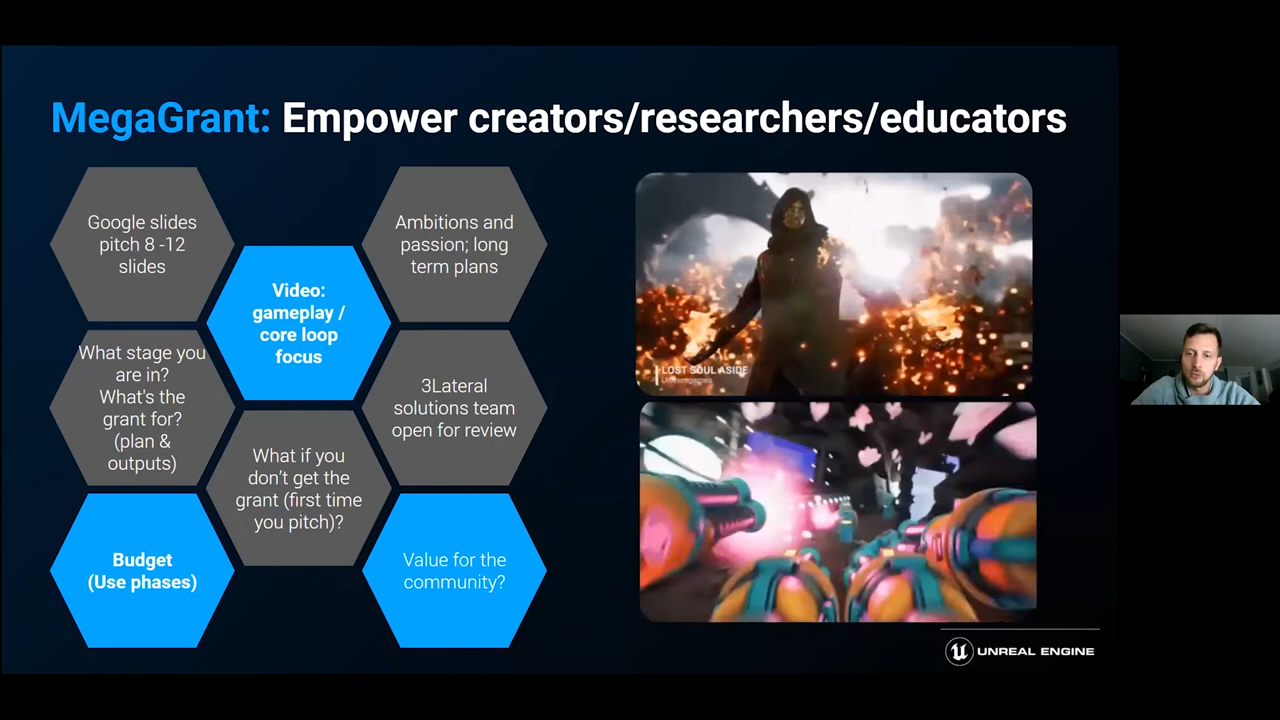 MegaGrant: Empower creators/researchers/educators
Google slides
pitch 8 -12
slides
Video:
gameplay /
core loop
focus
Ambitions and
passion; long
term plans
What stage you
are in?
What's the
grant for?
(plan &
outputs)
3Lateral
solutions team
open for review
What if you
don't get the
grant (first time
you pitch)?
Budget
(Use phases)
Value for the
community?
LOST SOUL ASIDE
UNREAL ENGINE